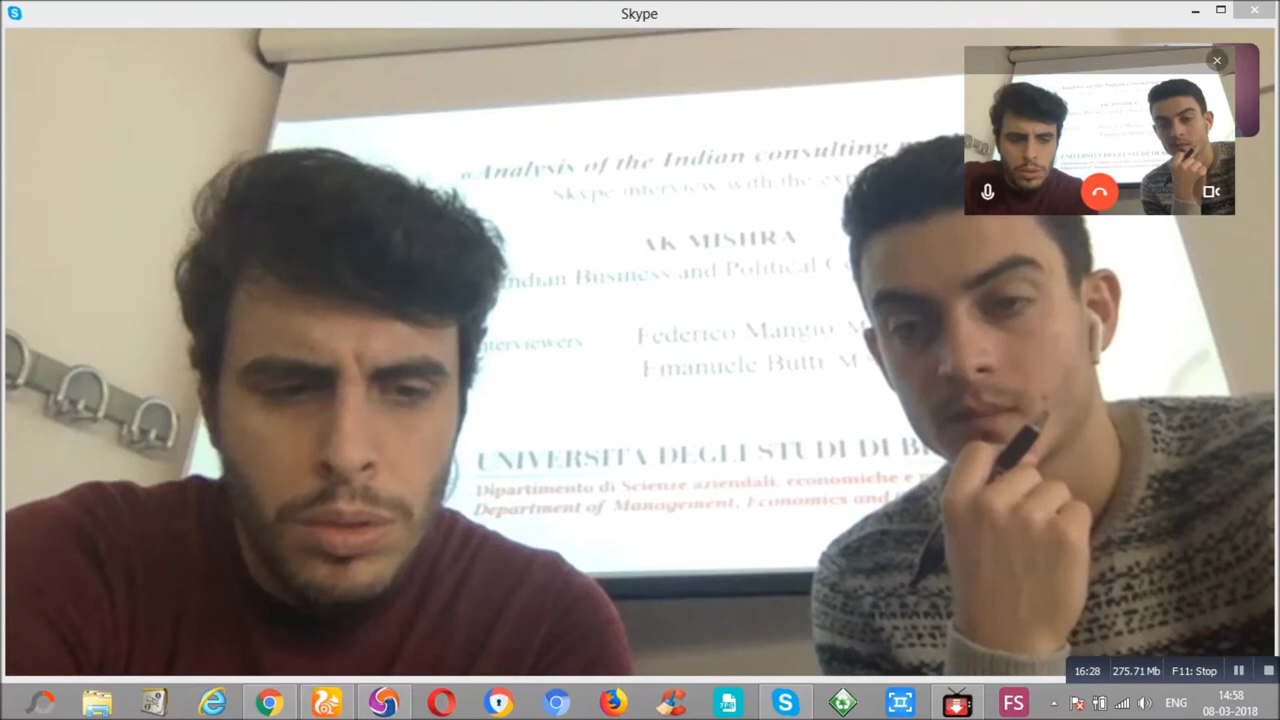 Skype
«Analysis of the Indian consulting
Skype interview with the
AK MISHRA
Indian Business and Political
Interviewers
Federico Mangio
Emanuele Butti
UNIVERSITA DEGLI STUDI DI
Dipartimento di Scienze aziendali, economiche e
Department of Management, Economics and
16:28 275.71 Mb F11: Stop
FS
ENG
14:58
08-03-2018